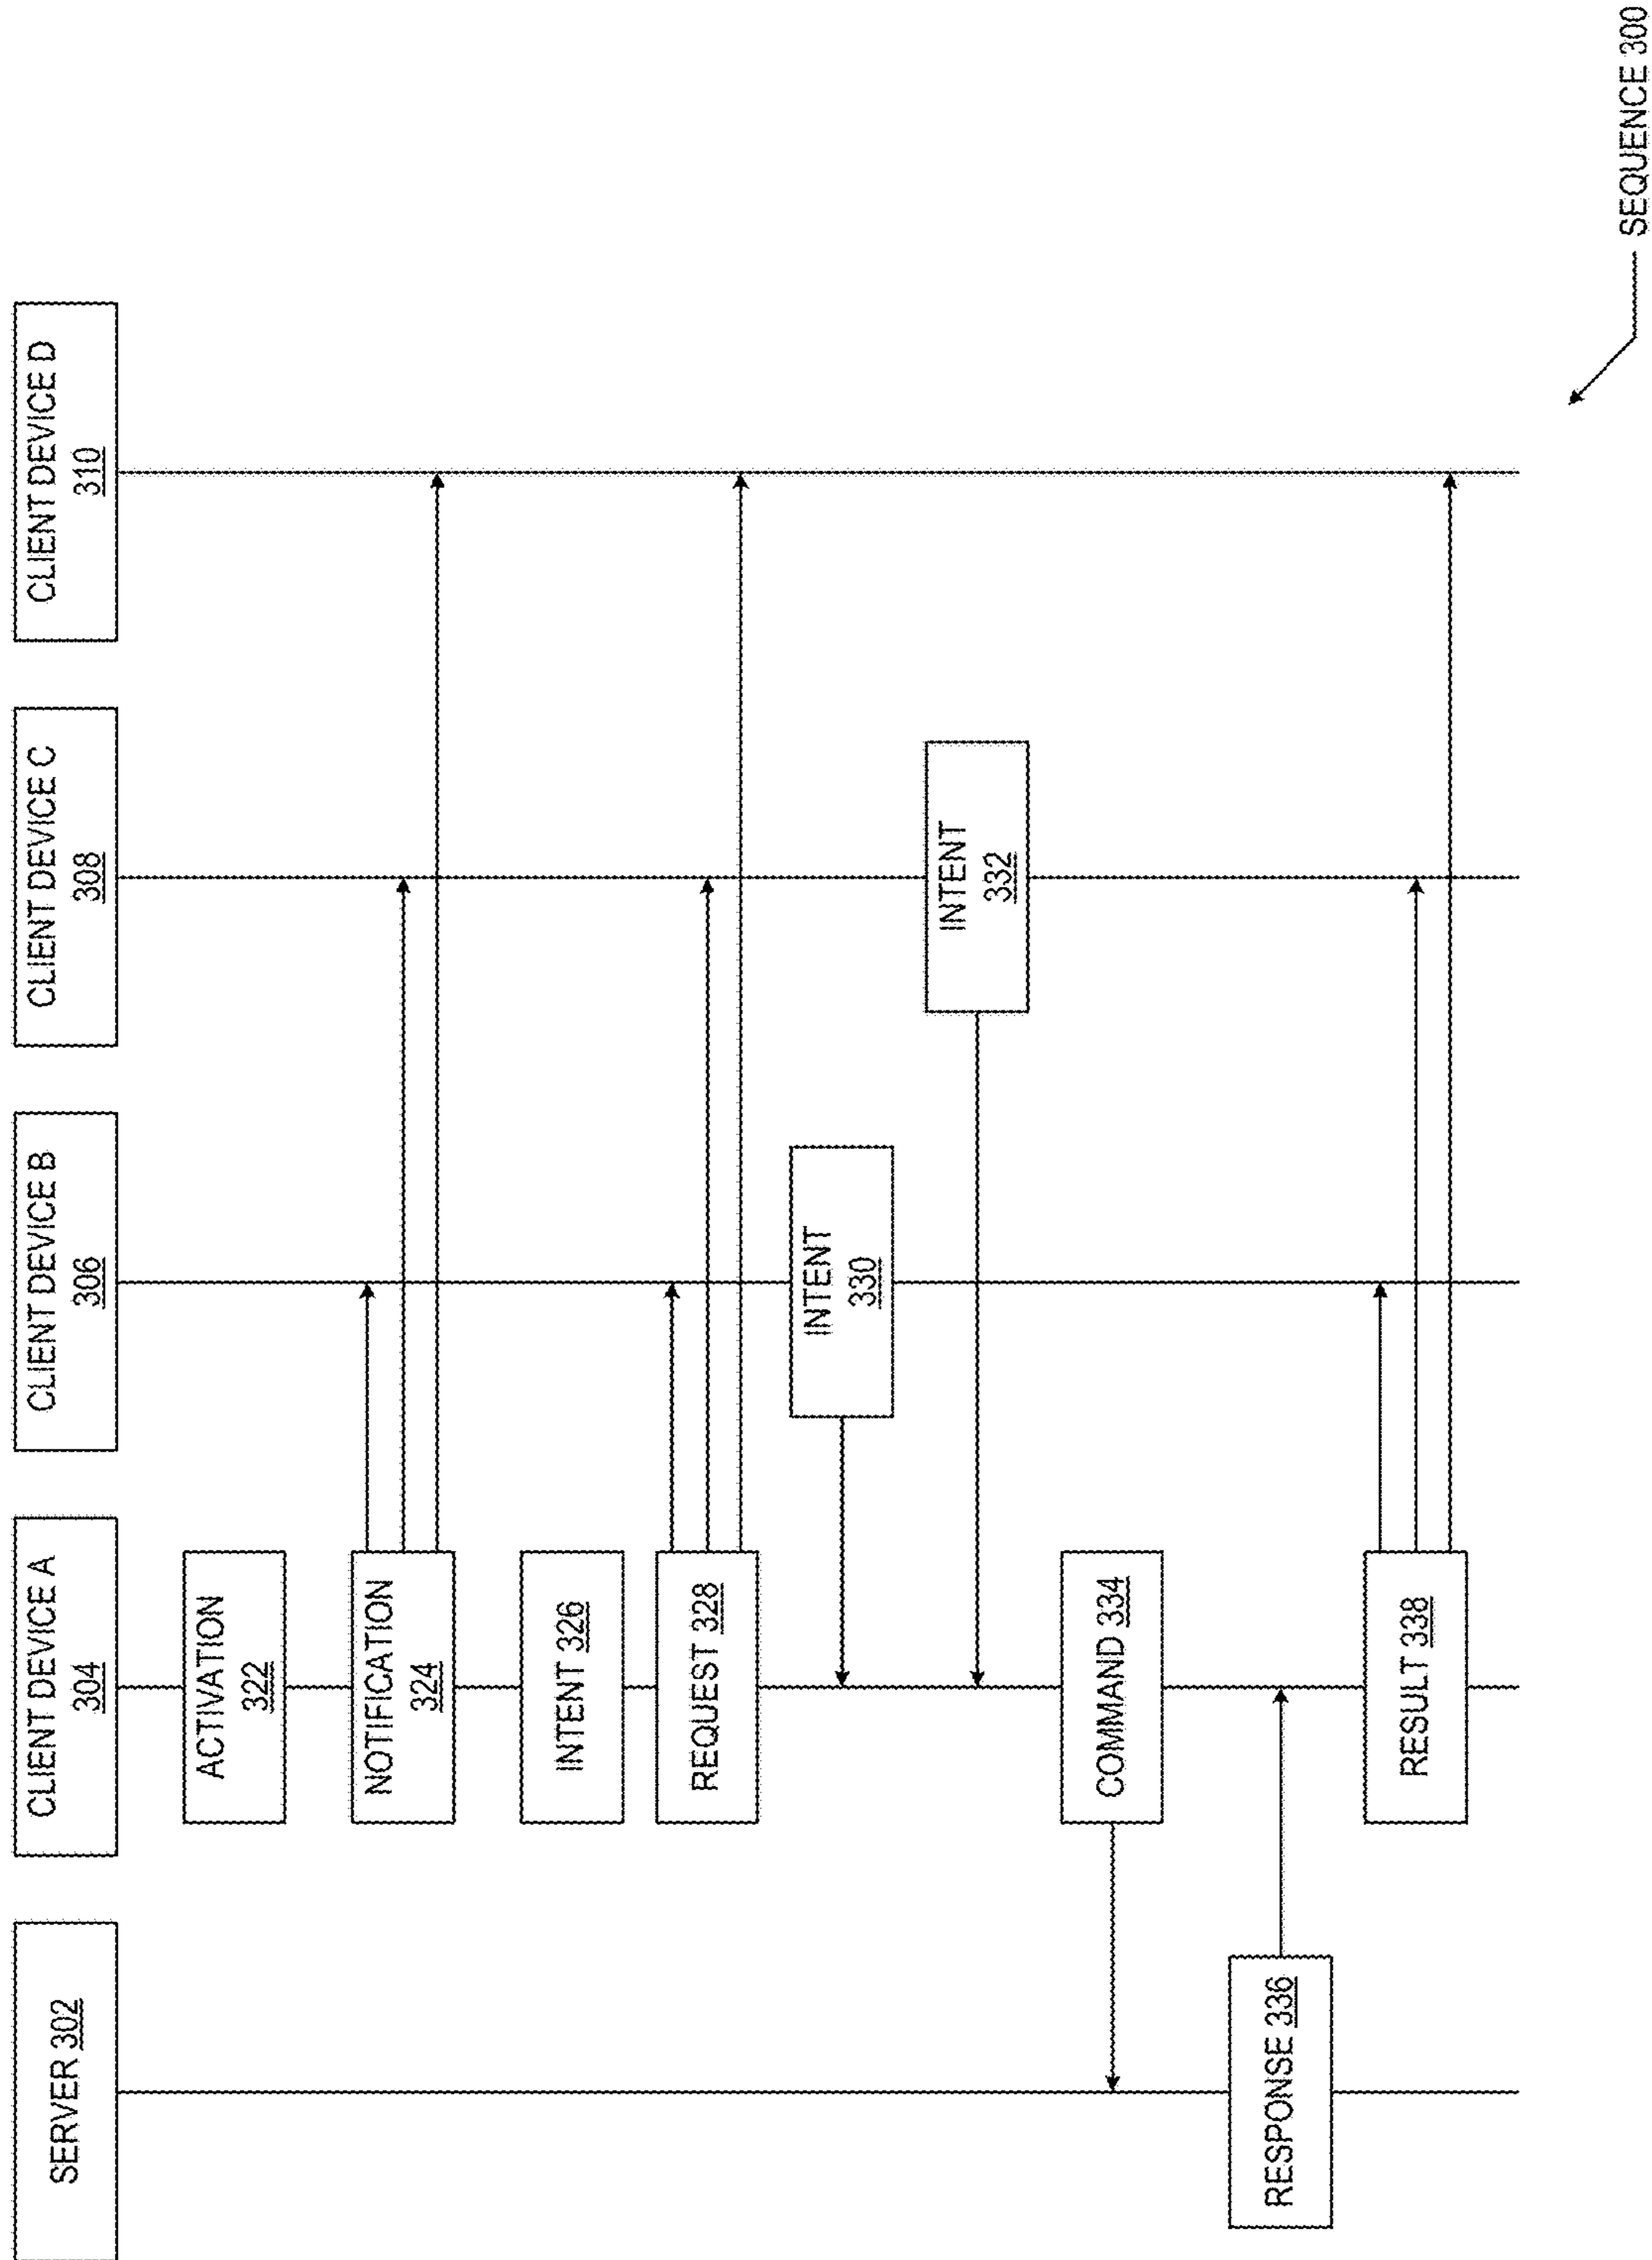 SERVER 302
CLIENT DEVICE A
304
CLIENT DEVICE B
306
CLIENT DEVICE C
308
CLIENT DEVICE D
310
ACTIVATION
322
NOTIFICATION
324
INTENT 326
REQUEST 328
INTENT
330
INTENT
332
COMMAND 334
RESPONSE 336
RESULT 338
SEQUENCE 300